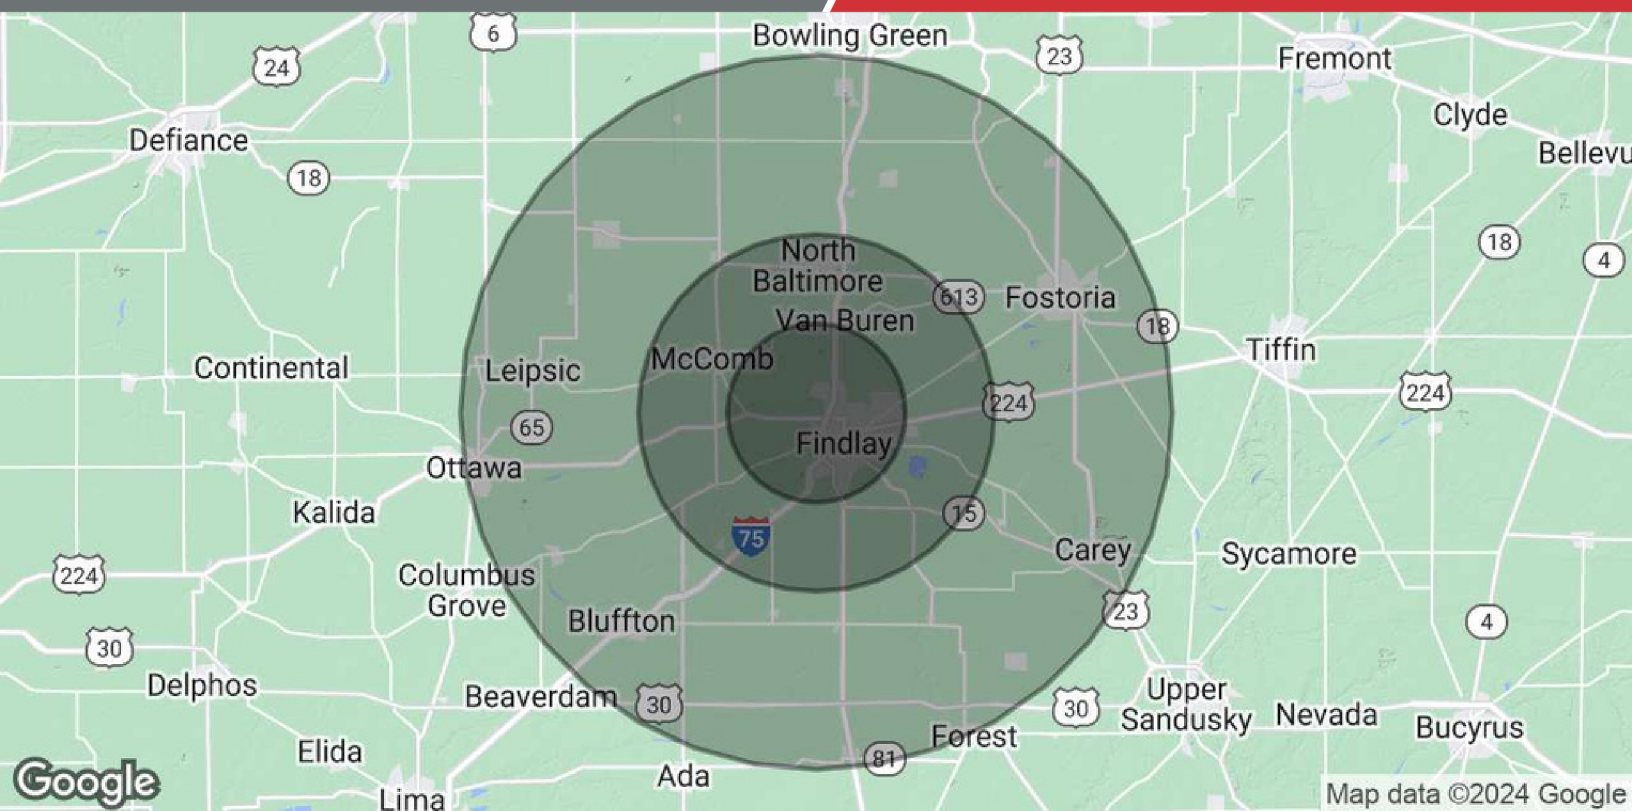 6
Bowling Green
23
Fremont
24
Clyde
Defiance
Bellevu
18
18
4
North
Baltimore
613
Fostoria
Van Buren
18
Tiffin
McComb
Continental
Leipsic
224
224
65
Findlay
Ottawa
Kalida
15
75
Carey
Sycamore
224
Columbus
Grove
Bluffton
23
4
30
Delphos
Beaverdam
30
30
Upper
Sandusky
Nevada
Bucyrus
Forest
Elida
81
Ada
Google
Lima
Map data ©2024 Google